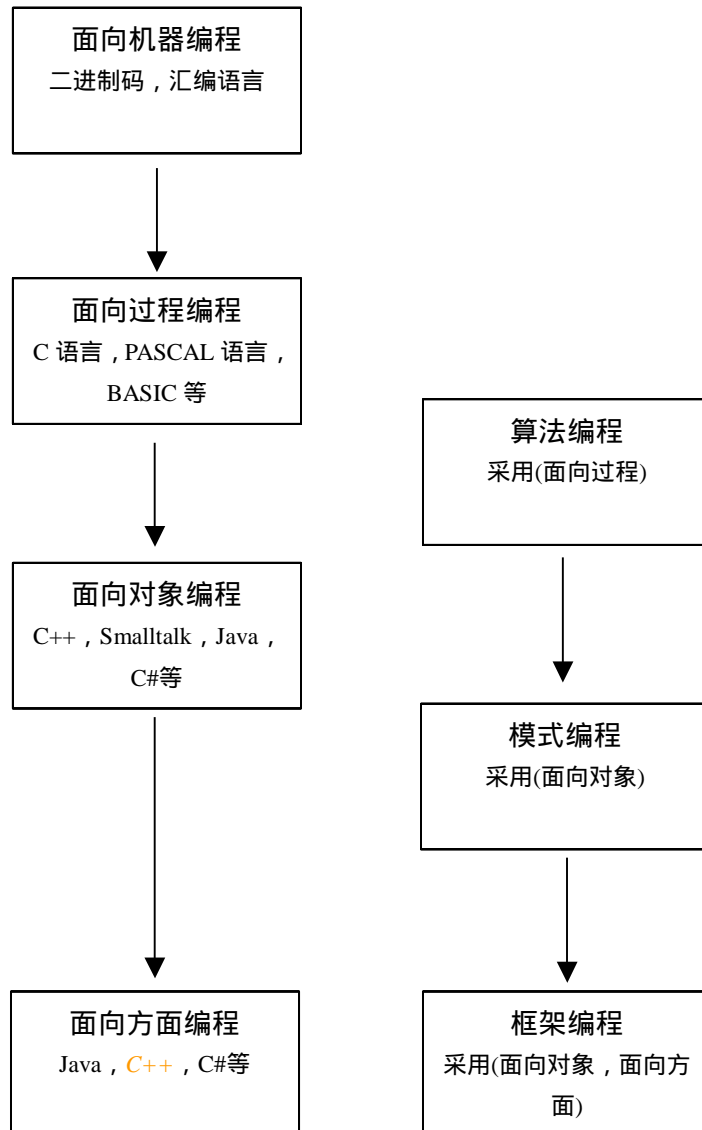 面向机器编程
二进制码，汇编语言
面向过程编程
C 语言，PASCAL 语言，
BASIC 等
面向对象编程
C++，Smalltalk，Java，
C#等
面向方面编程
Java，C++，C#等
算法编程
采用(面向过程)
模式编程
采用(面向对象)
框架编程
采用(面向对象，面向方
面)